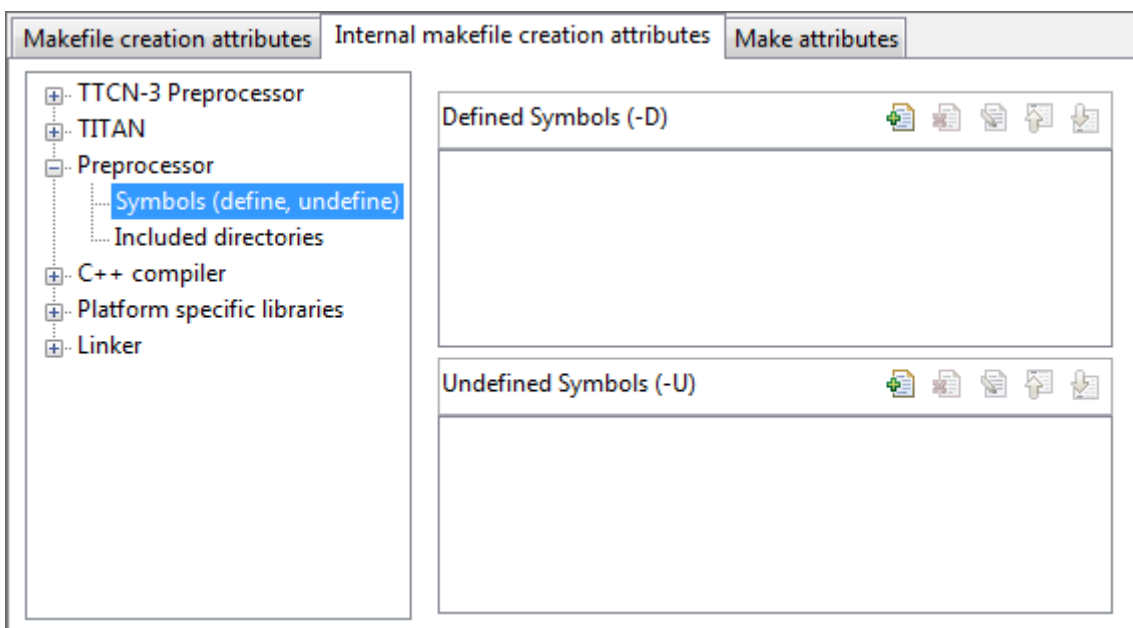 Makefile creation attributes
Internal makefile creation attributes
Make attributes
TTCN-3 Preprocessor
TITAN
Preprocessor
Symbols (define, undefine)
Included directories
C++ compiler
Platform specific libraries
Linker
Defined Symbols (-D)
Undefined Symbols (-U)